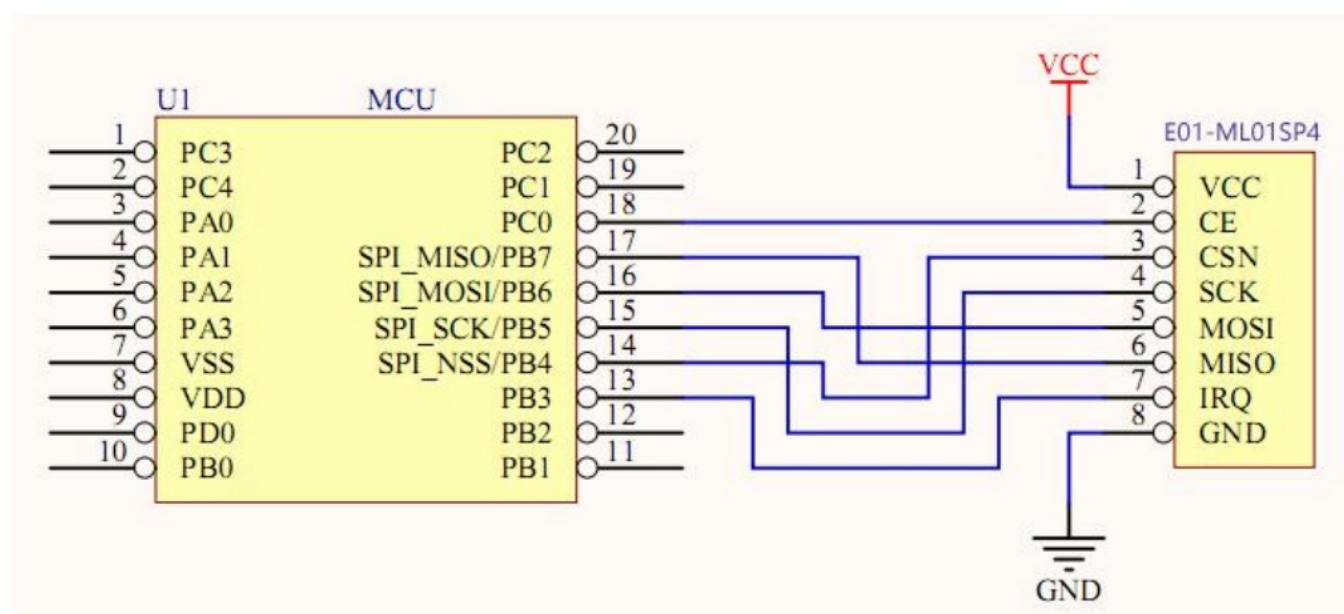 VCC
U1 MCU
E01-ML01SP4
1 PC3 PC2 20
2 PC4 PC1 19
3 PA0 PC0 18
4 PA1 SPI_MISO/PB7 17
5 PA2 SPI_MOSI/PB6 16
6 PA3 SPI_SCK/PB5 15
7 VSS SPI_NSS/PB4 14
8 VDD PB3 13
9 PD0 PB2 12
10 PB0 PB1 11
1 VCC
2 CE
3 CSN
4 SCK
5 MOSI
6 MISO
7 IRQ
8 GND
GND